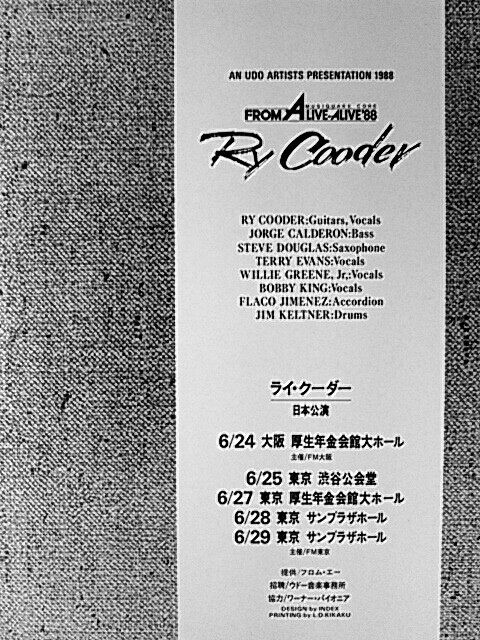 AN UDO ARTISTS PRESENTATION 1988
MUSIQUAKE CORE
FROM A LIVE-ALIVE'88
Ry Cooder
RY COODER:Guitars,Vocals
JORGE CALDERON:Bass
STEVE DOUGLAS:Saxophone
TERRY EVANS:Vocals
WILLIE GREENE, Jr,:Vocals
BOBBY KING:Vocals
FLACO JIMENEZ:Accordion
JIM KELTNER:Drums
ライ・クーダー
日本公演
6/24 大阪 厚生年金会館大ホール
主催/FM大阪
6/25 東京 渋谷公会堂
6/27 東京 厚生年金会館大ホール
6/28 東京 サンプラザホール
6/29 東京 サンプラザホール
主催/FM東京
提供/フロム・エー
招聘/ウドー音楽事務所
協力/ワーナー・パイオニア
DESIGN by INDEX
PRINTING by L.D.KIKAKU